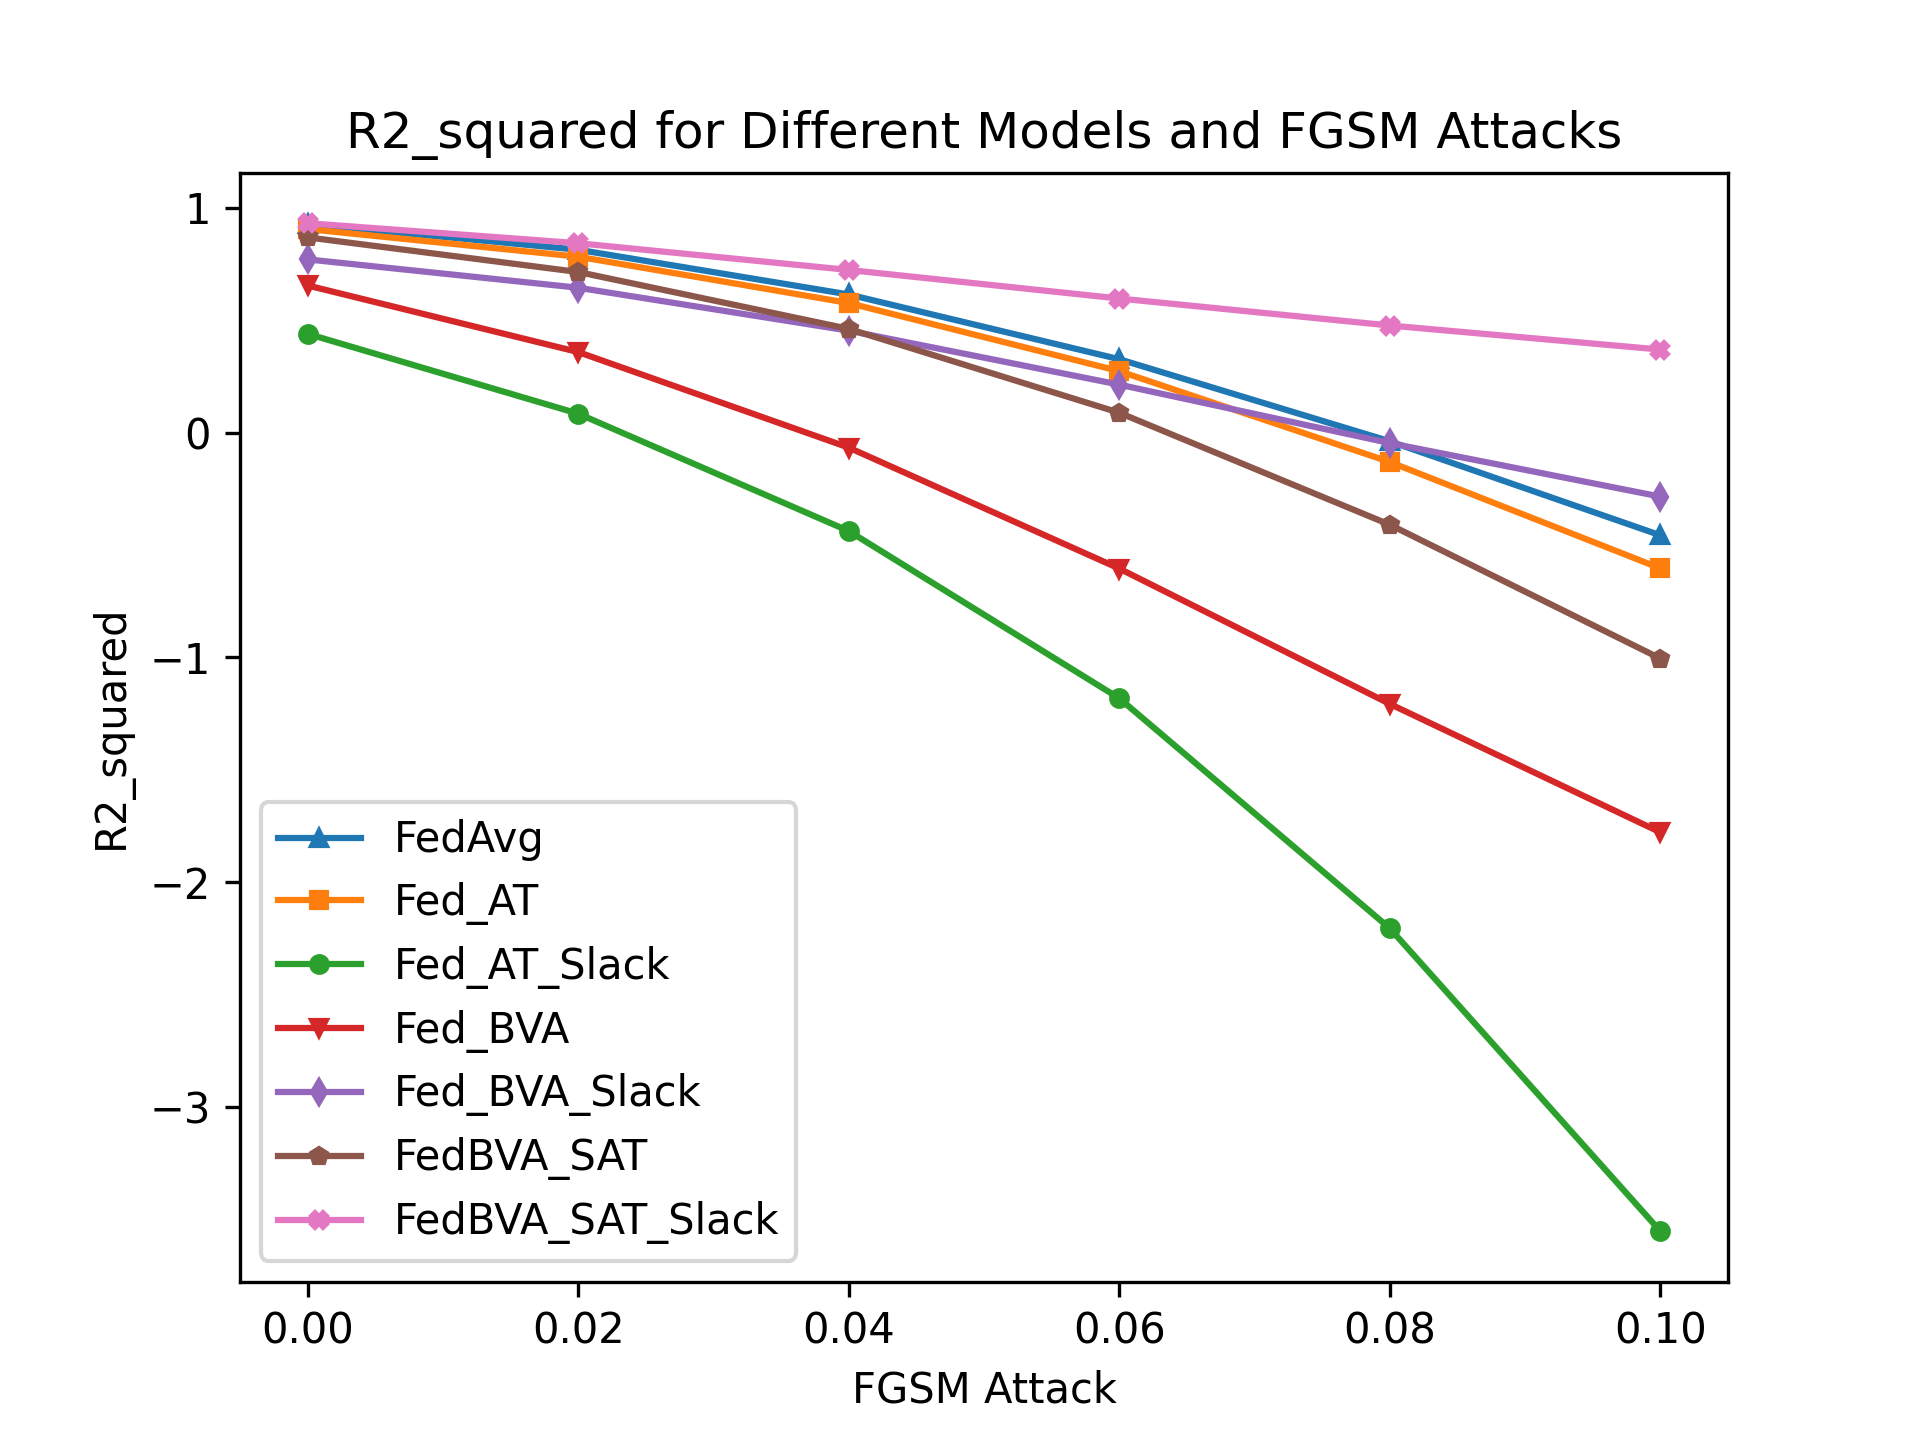 R2_squared for Different Models and FGSM Attacks
1
0
−1
−2
−3
R2_squared
FedAvg
Fed_AT
Fed_AT_Slack
Fed_BVA
Fed_BVA_Slack
FedBVA_SAT
FedBVA_SAT_Slack
0.00 0.02 0.04 0.06 0.08 0.10
FGSM Attack